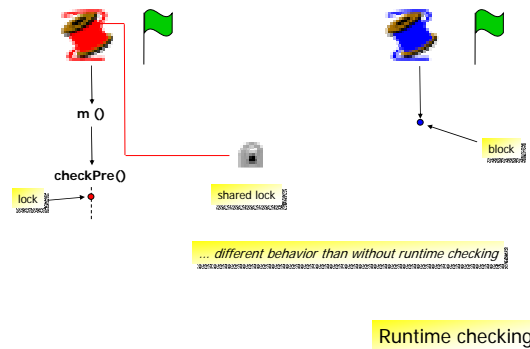 m ()
block
checkPre()
lock
shared lock
... different behavior than without runtime checking
Runtime checking